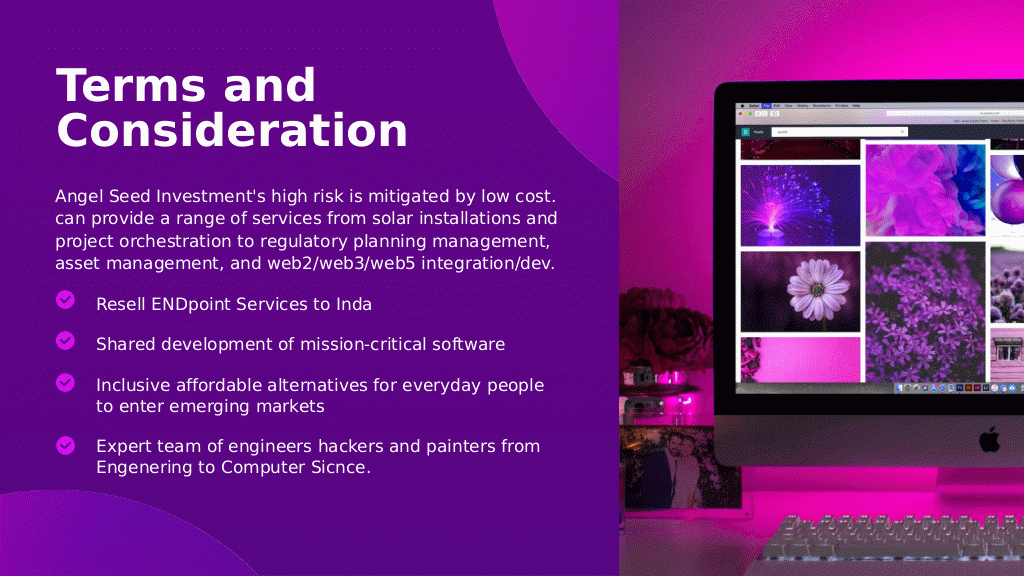 Terms and
Consideration
Angel Seed Investment's high risk is mitigated by low cost.
can provide a range of services from solar installations and
project orchestration to regulatory planning management,
asset management, and web2/web3/web5 integration/dev.
Resell ENDpoint Services to Inda
Shared development of mission-critical software
Inclusive affordable alternatives for everyday people
to enter emerging markets
Expert team of engineers hackers and painters from
Engenering to Computer Sicnce.